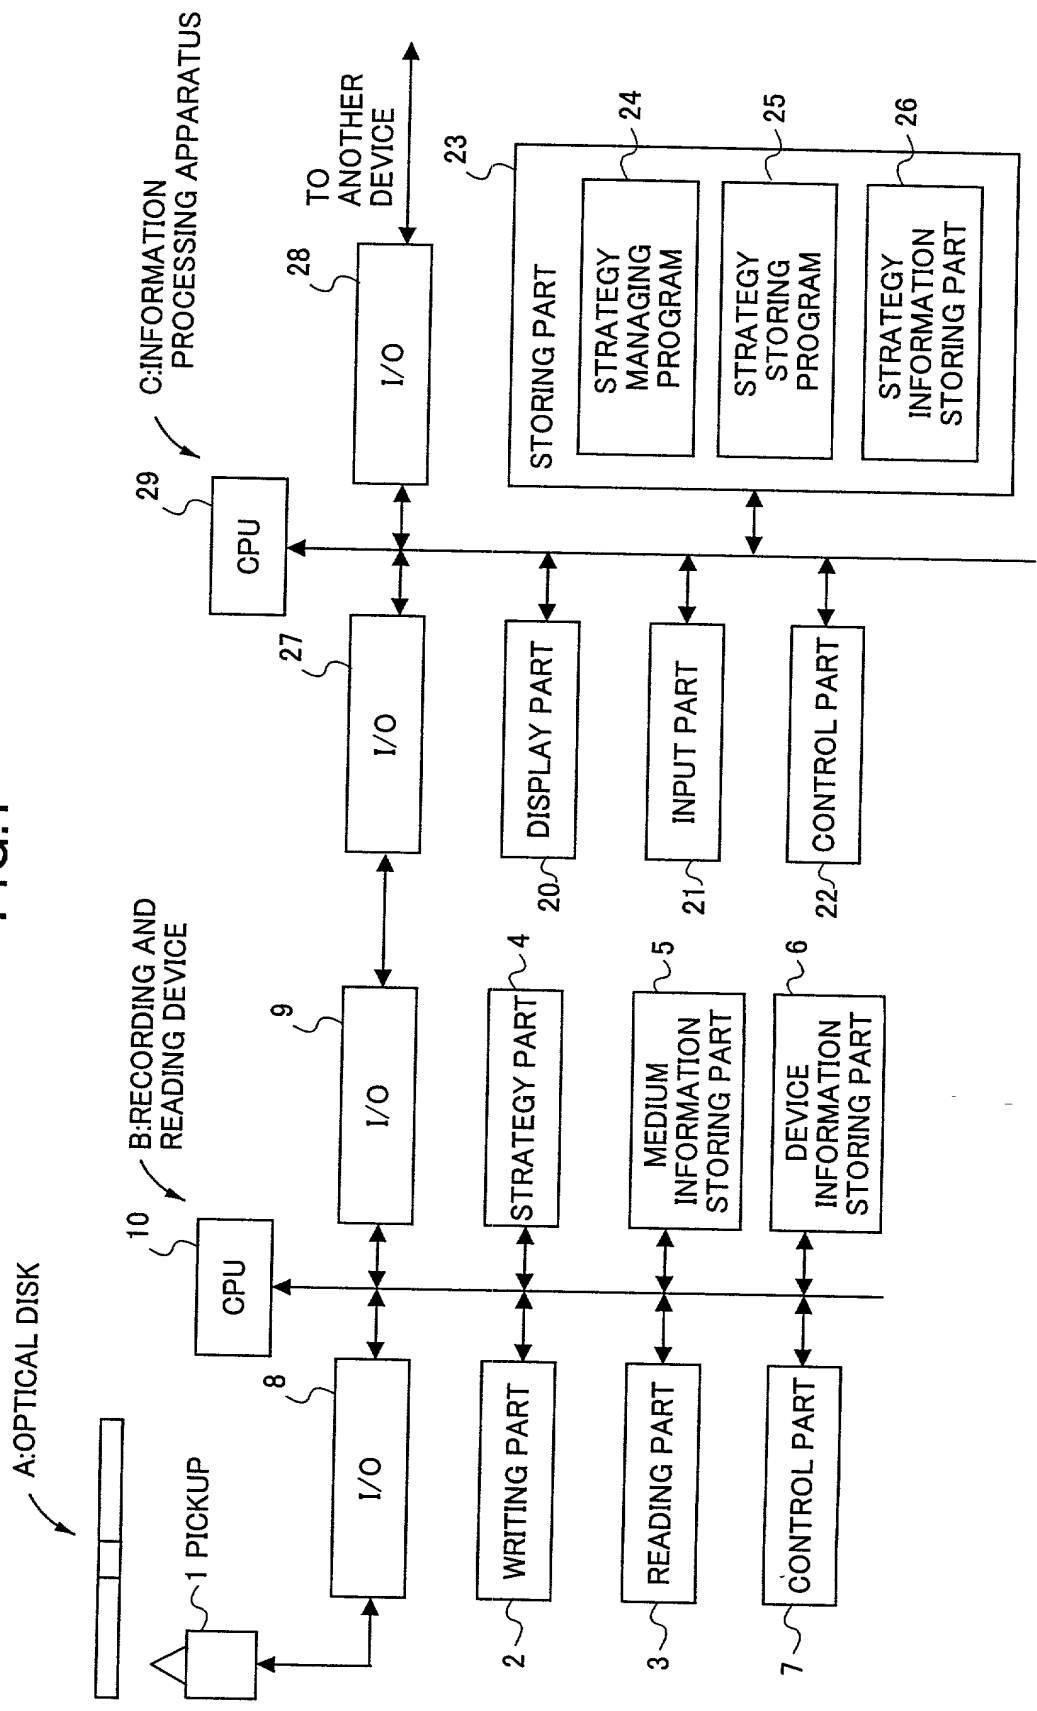 FIG.1
A:OPTICAL DISK
1 PICKUP
B:RECORDING AND
READING DEVICE
10
CPU
8
I/O
9
I/O
2
WRITING PART
4
STRATEGY PART
3
READING PART
5
MEDIUM
INFORMATION
STORING PART
7
CONTROL PART
6
DEVICE
INFORMATION
STORING PART
C:INFORMATION
PROCESSING APPARATUS
29
CPU
27
I/O
28
I/O
TO
ANOTHER
DEVICE
20
DISPLAY PART
21
INPUT PART
22
CONTROL PART
23
STORING PART
24
STRATEGY
MANAGING
PROGRAM
25
STRATEGY
STORING
PROGRAM
26
STRATEGY
INFORMATION
STORING PART